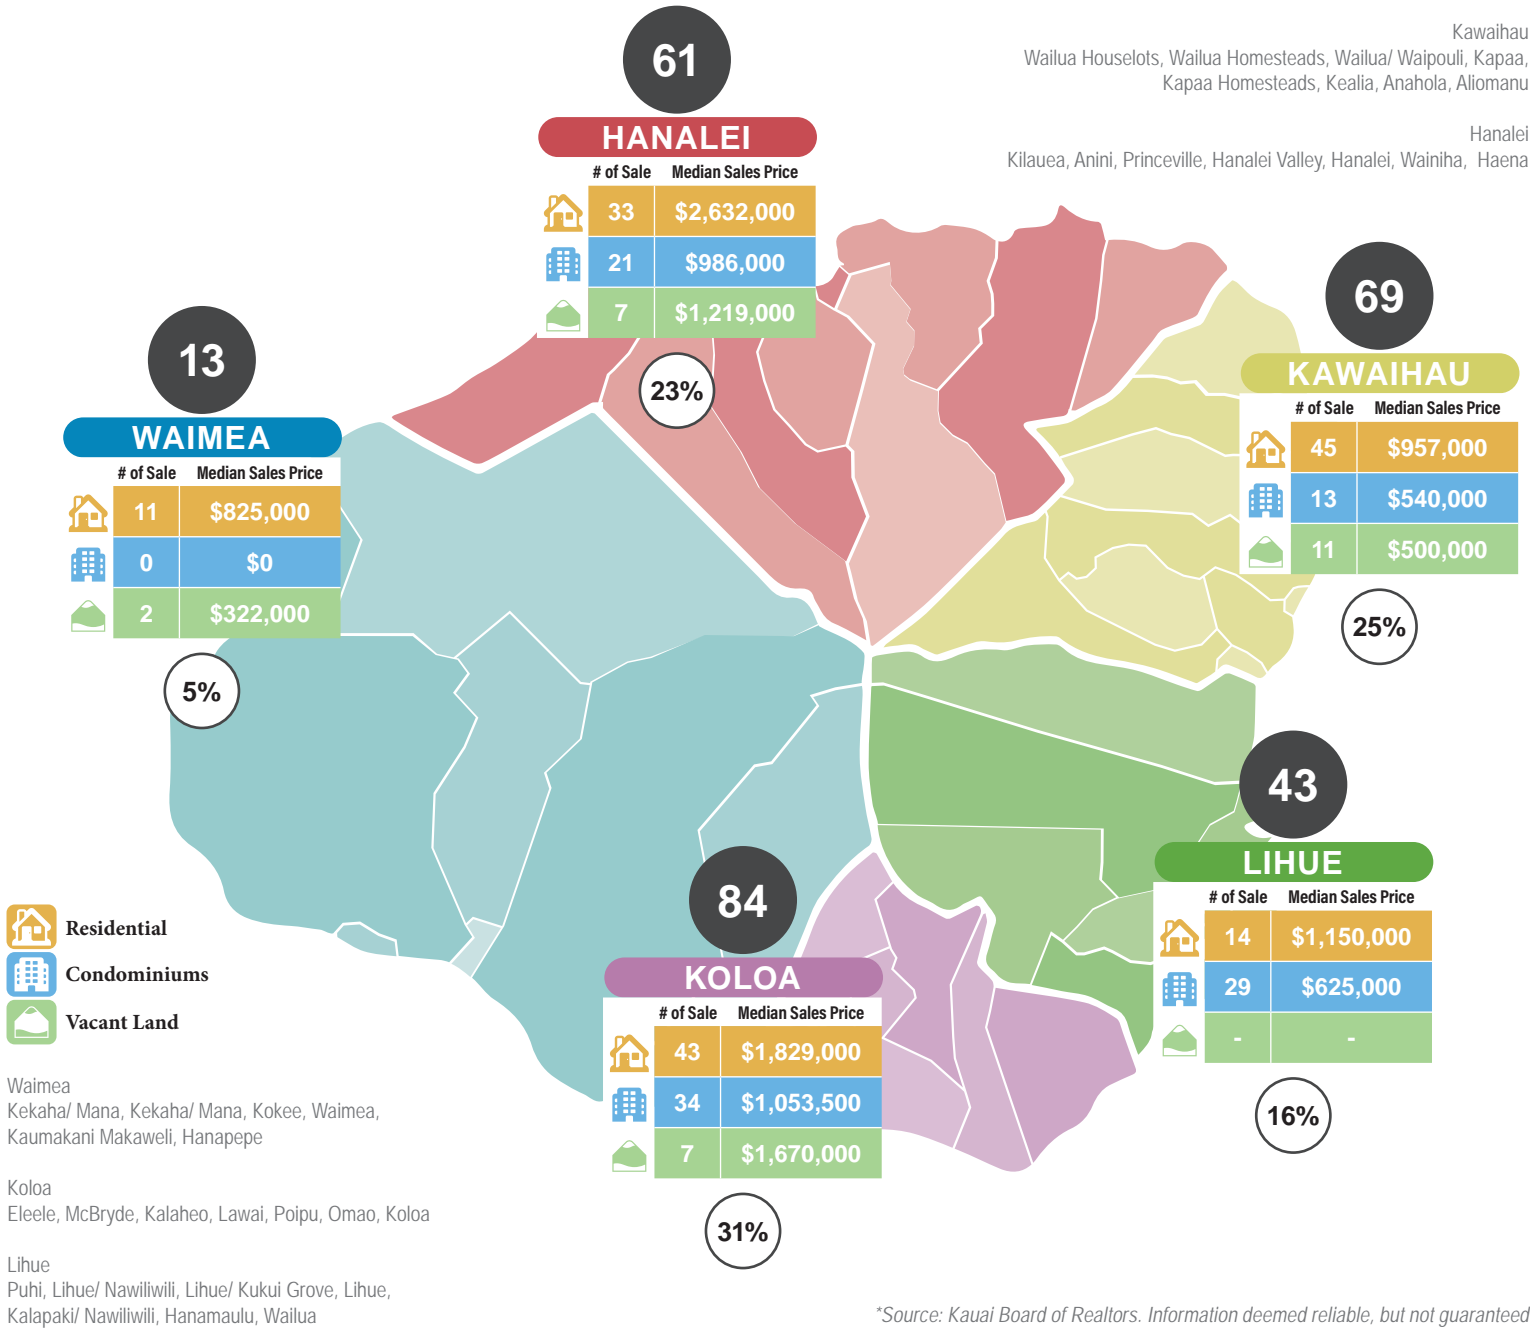 Kawaihau
Wailua Houselots, Wailua Homesteads, Wailua/ Waipouli, Kapaa,
Kapaa Homesteads, Kealia, Anahola, Aliomanu
Hanalei
Kilauea, Anini, Princeville, Hanalei Valley, Hanalei, Wainiha, Haena
61
HANALEI
# of Sale Median Sales Price
33 $2,632,000
21 $986,000
7 $1,219,000
23%
69
KAWAIHAU
# of Sale Median Sales Price
45 $957,000
13 $540,000
11 $500,000
25%
13
WAIMEA
# of Sale Median Sales Price
11 $825,000
0 $0
2 $322,000
5%
43
LIHUE
# of Sale Median Sales Price
14 $1,150,000
29 $625,000
- -
16%
84
KOLOA
# of Sale Median Sales Price
43 $1,829,000
34 $1,053,500
7 $1,670,000
31%
Residential
Condominiums
Vacant Land
Waimea
Kekaha/ Mana, Kekaha/ Mana, Kokee, Waimea,
Kaumakani Makaweli, Hanapepe
Koloa
Eleele, McBryde, Kalaheo, Lawai, Poipu, Omao, Koloa
Lihue
Puhi, Lihue/ Nawiliwili, Lihue/ Kukui Grove, Lihue,
Kalapaki/ Nawiliwili, Hanamaulu, Wailua
*Source: Kauai Board of Realtors. Information deemed reliable, but not guaranteed